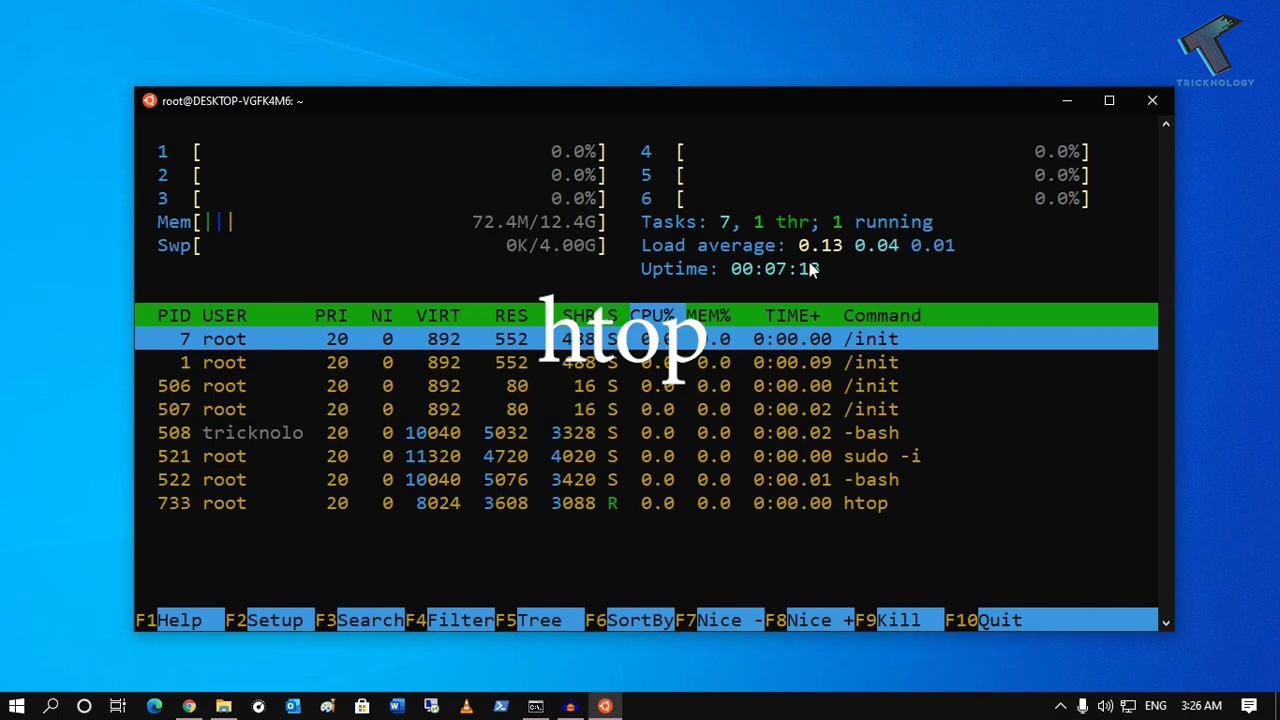 TRICKNOLOGY
root@DESKTOP-VGFK4M6: ~
1 [ 0.0%] 4 [ 0.0%]
2 [ 0.0%] 5 [ 0.0%]
3 [ 0.0%] 6 [ 0.0%]
Mem[||| 72.4M/12.4G] Tasks: 7, 1 thr; 1 running
Swp[ 0K/4.00G] Load average: 0.13 0.04 0.01
Uptime:
PID USER PRI NI VIRT RES SHR S CPU% MEM% TIME+ Command
htop
7 root 20 0 892 552 488 S 0.0 0:00.00 /init
1 root 20 0 892 552 488 S 0.0 0.0 0:00.09 /init
506 root 20 0 892 80 16 S 0.0 0.0 0:00.00 /init
507 root 20 0 892 80 16 S 0.0 0.0 0:00.02 /init
508 tricknolo 20 0 10040 5032 3328 S 0.0 0.0 0:00.02 -bash
521 root 20 0 11320 4720 4020 S 0.0 0.0 0:00.00 sudo -i
522 root 20 0 10040 5076 3420 S 0.0 0.0 0:00.01 -bash
733 root 20 0 8024 3608 3088 R 0.0 0.0 0:00.00 htop
F1Help F2Setup F3Search F4Filter F5Tree F6SortBy F7Nice - F8Nice + F9Kill F10Quit
ENG 3:26 AM